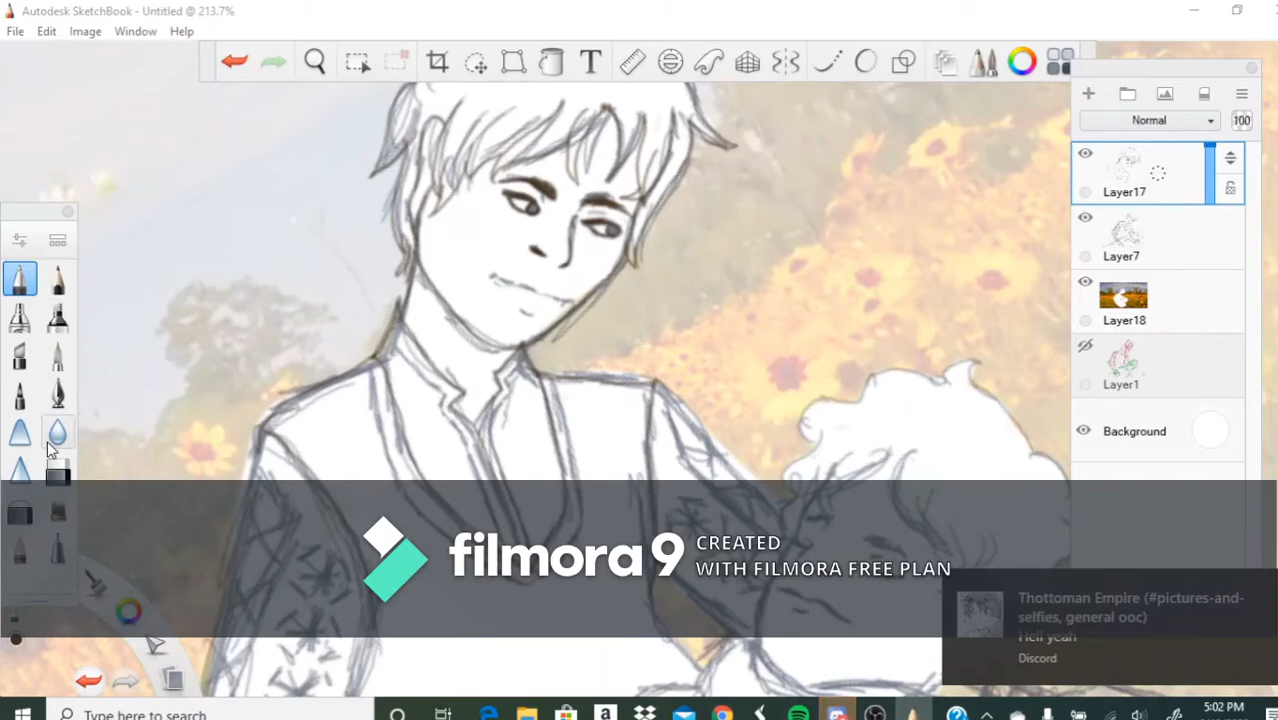 Autodesk SketchBook - Untitled @ 213.7%
File Edit Image Window Help
T
Normal 100
Layer17
Layer7
Layer18
Layer1
Background
filmora9 CREATED
WITH FILMORA FREE PLAN
Thottoman Empire (#pictures-and-
selfies, general ooc)
Hell yeah
Discord
Type here to search
a
5:02 PM